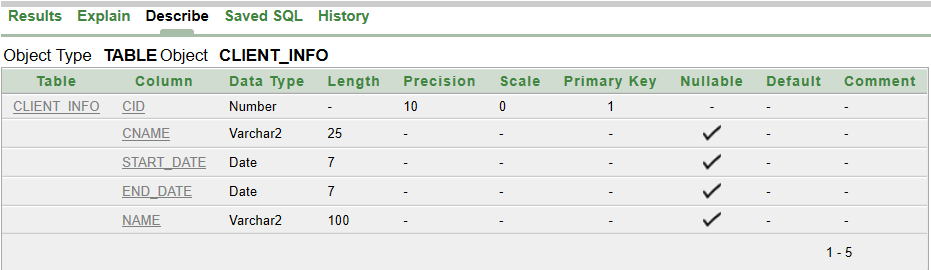 Results Explain Describe Saved SQL History
Object Type TABLE Object CLIENT_INFO
Table Column Data Type Length Precision Scale Primary Key Nullable Default Comment
CLIENT_INFO CID Number - 10 0 1 - - -
CNAME Varchar2 25 - - - ✓ - -
START_DATE Date 7 - - - ✓ - -
END_DATE Date 7 - - - ✓ - -
NAME Varchar2 100 - - - ✓ - -
1 - 5